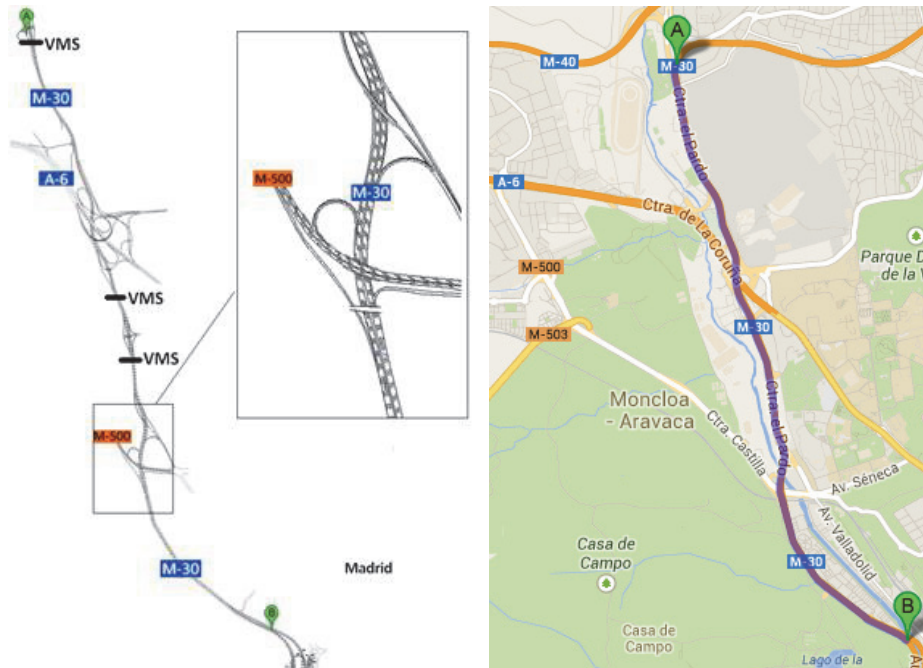 A
VMS
M-30
A-6
VMS
VMS
M-500
M-30
B
Madrid
M-500
M-30
A
M-40
M-30
Ctra. el Pardo
A-6
Ctra. de La Coruña
Parque D
de la V
M-500
M-30
M-503
Moncloa
- Aravaca
Ctra. el Pardo
Ctra. Castilla
Av. Séneca
Av. Valladolid
Casa de
Campo
M-30
B
Casa de
Campo
Lago de la
A